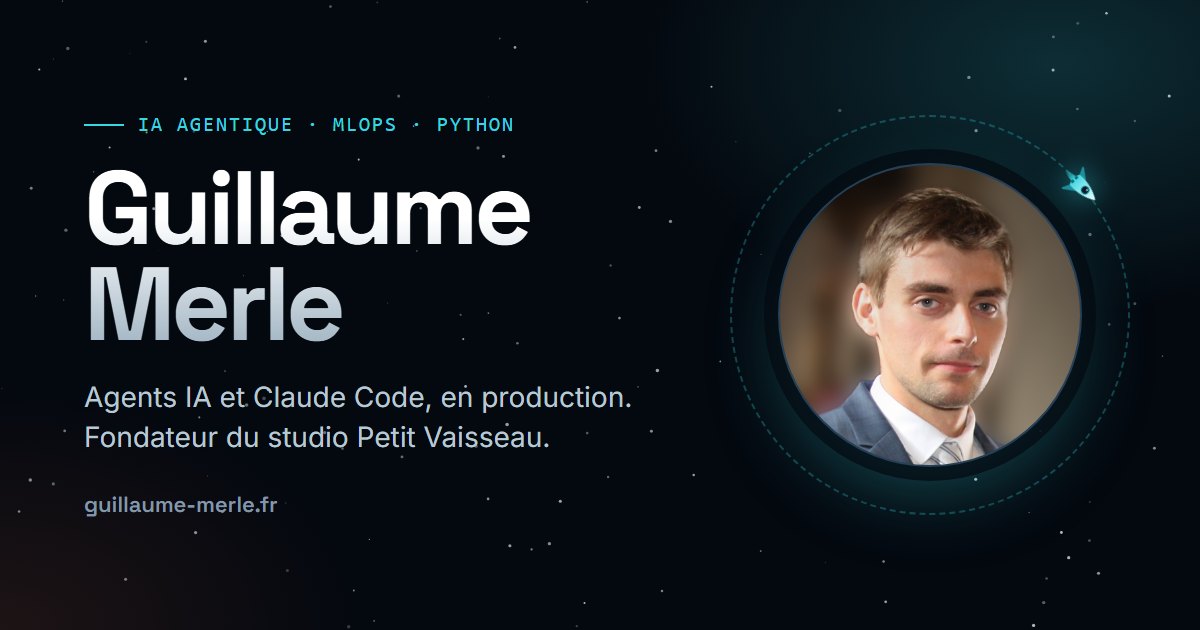 IA AGENTIQUE · MLOPS · PYTHON
Guillaume
Merle
Agents IA et Claude Code, en production.
Fondateur du studio Petit Vaisseau.
guillaume-merle.fr